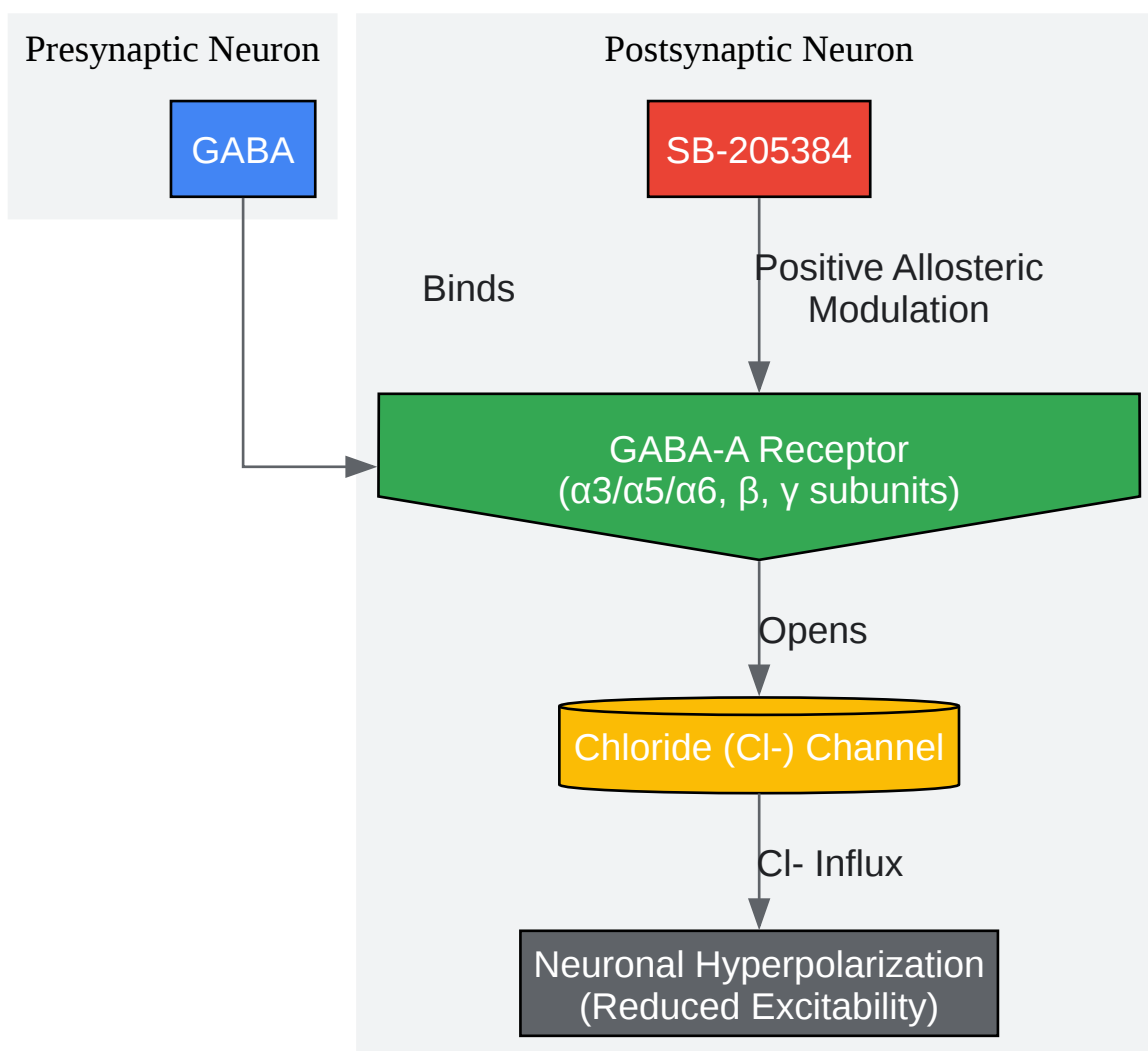 Presynaptic Neuron
Postsynaptic Neuron
GABA
SB-205384
Binds
Positive Allosteric
Modulation
GABA-A Receptor
(α3/α5/α6, β, γ subunits)
Opens
Chloride (Cl-) Channel
Cl- Influx
Neuronal Hyperpolarization
(Reduced Excitability)